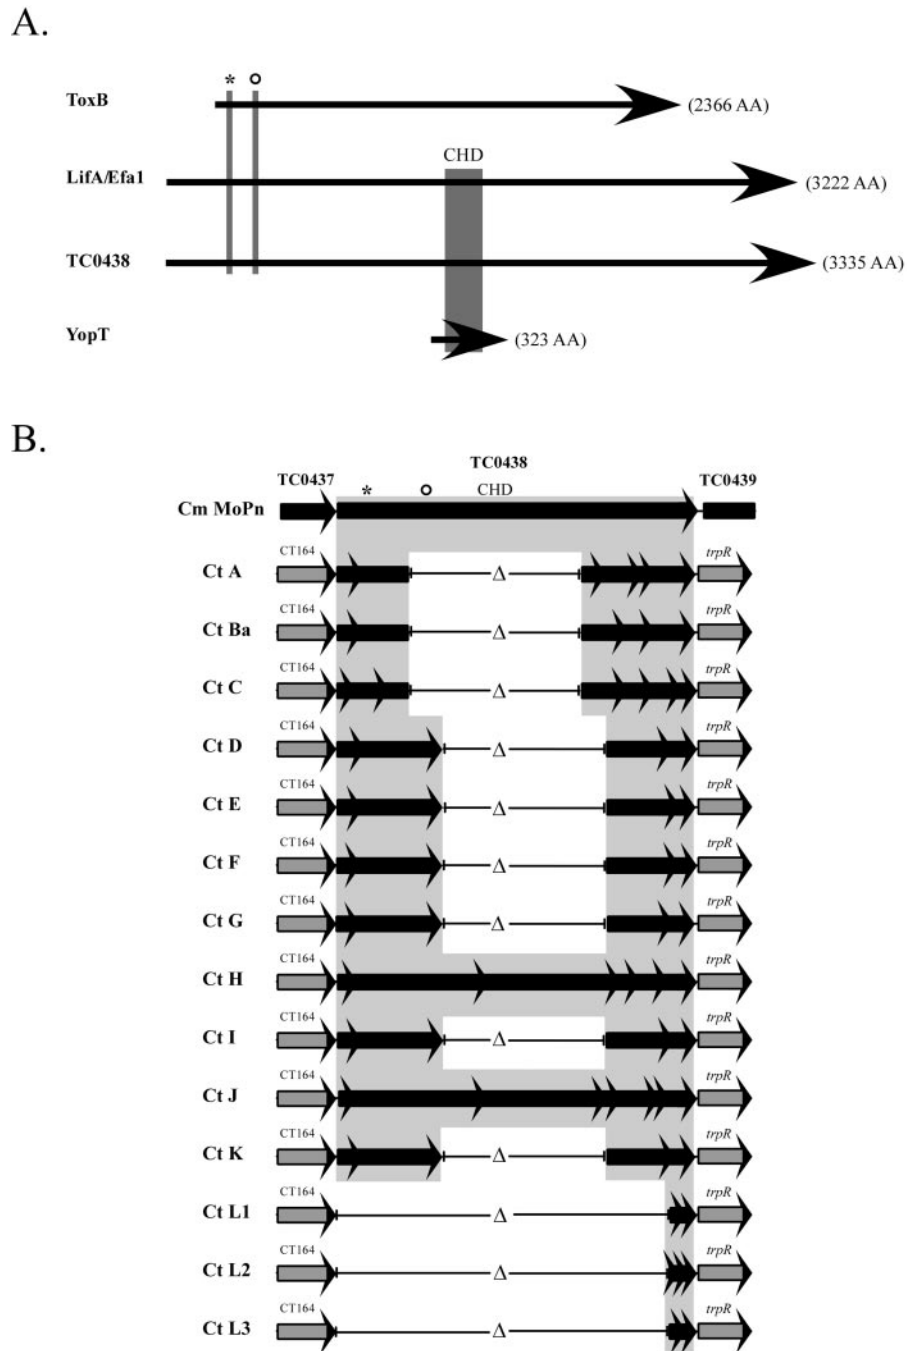 A.
* o
ToxB (2366 AA)
CHD
LifA/Efa1 (3222 AA)
TC0438 (3335 AA)
YopT (323 AA)
B.
TC0437 TC0438 TC0439
* o CHD
Cm MoPn
CT164 trpR
Ct A Δ
CT164 trpR
Ct Ba Δ
CT164 trpR
Ct C Δ
CT164 trpR
Ct D Δ
CT164 trpR
Ct E Δ
CT164 trpR
Ct F Δ
CT164 trpR
Ct G Δ
CT164 trpR
Ct H
CT164 trpR
Ct I Δ
CT164 trpR
Ct J
CT164 trpR
Ct K Δ
CT164 trpR
Ct L1 Δ
CT164 trpR
Ct L2 Δ
CT164 trpR
Ct L3 Δ